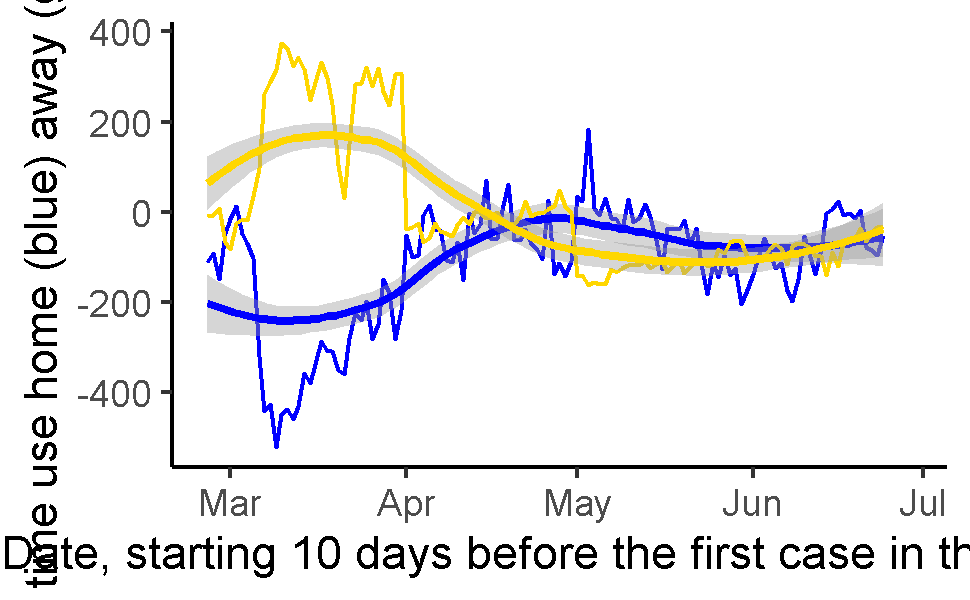 time use home (blue) away (
400
200
0
-200
-400
Mar Apr May Jun Jul
Date, starting 10 days before the first case in th